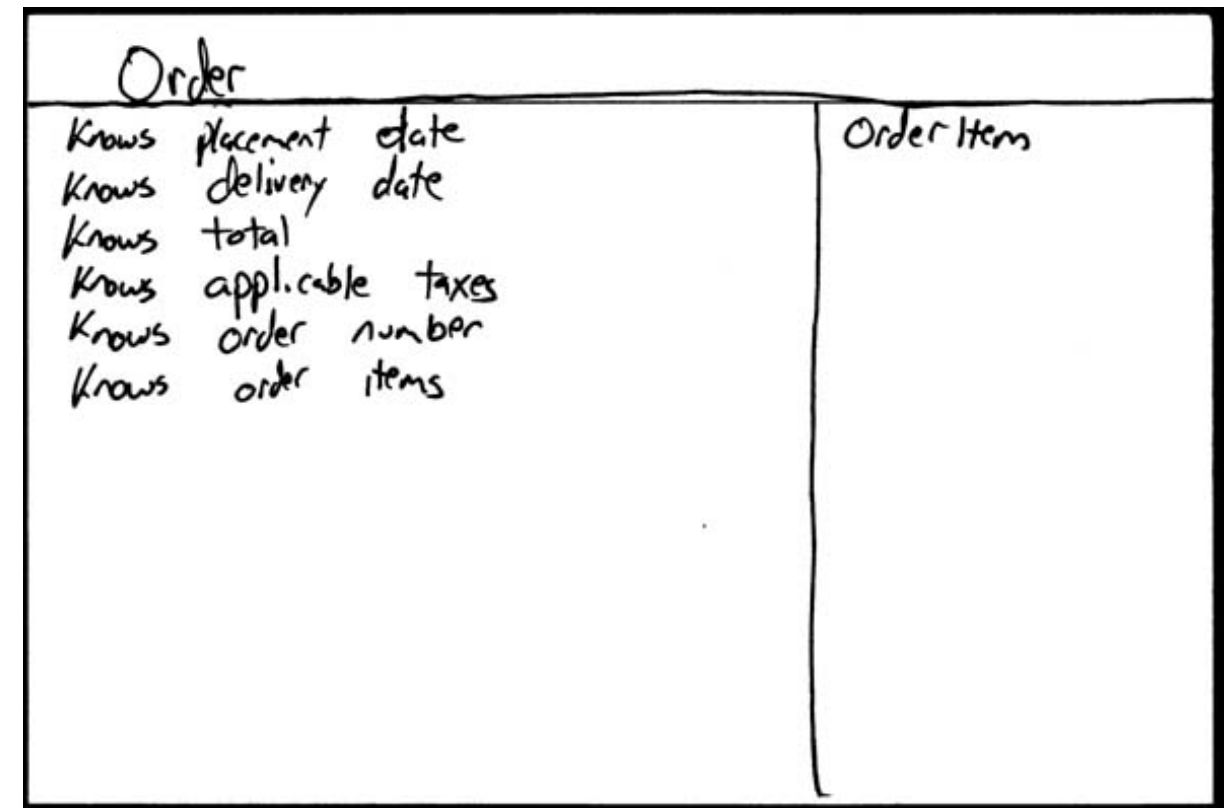 Order
Knows placement date
Knows delivery date
Knows total
Knows applicable taxes
Knows order number
Knows order items
Order Item